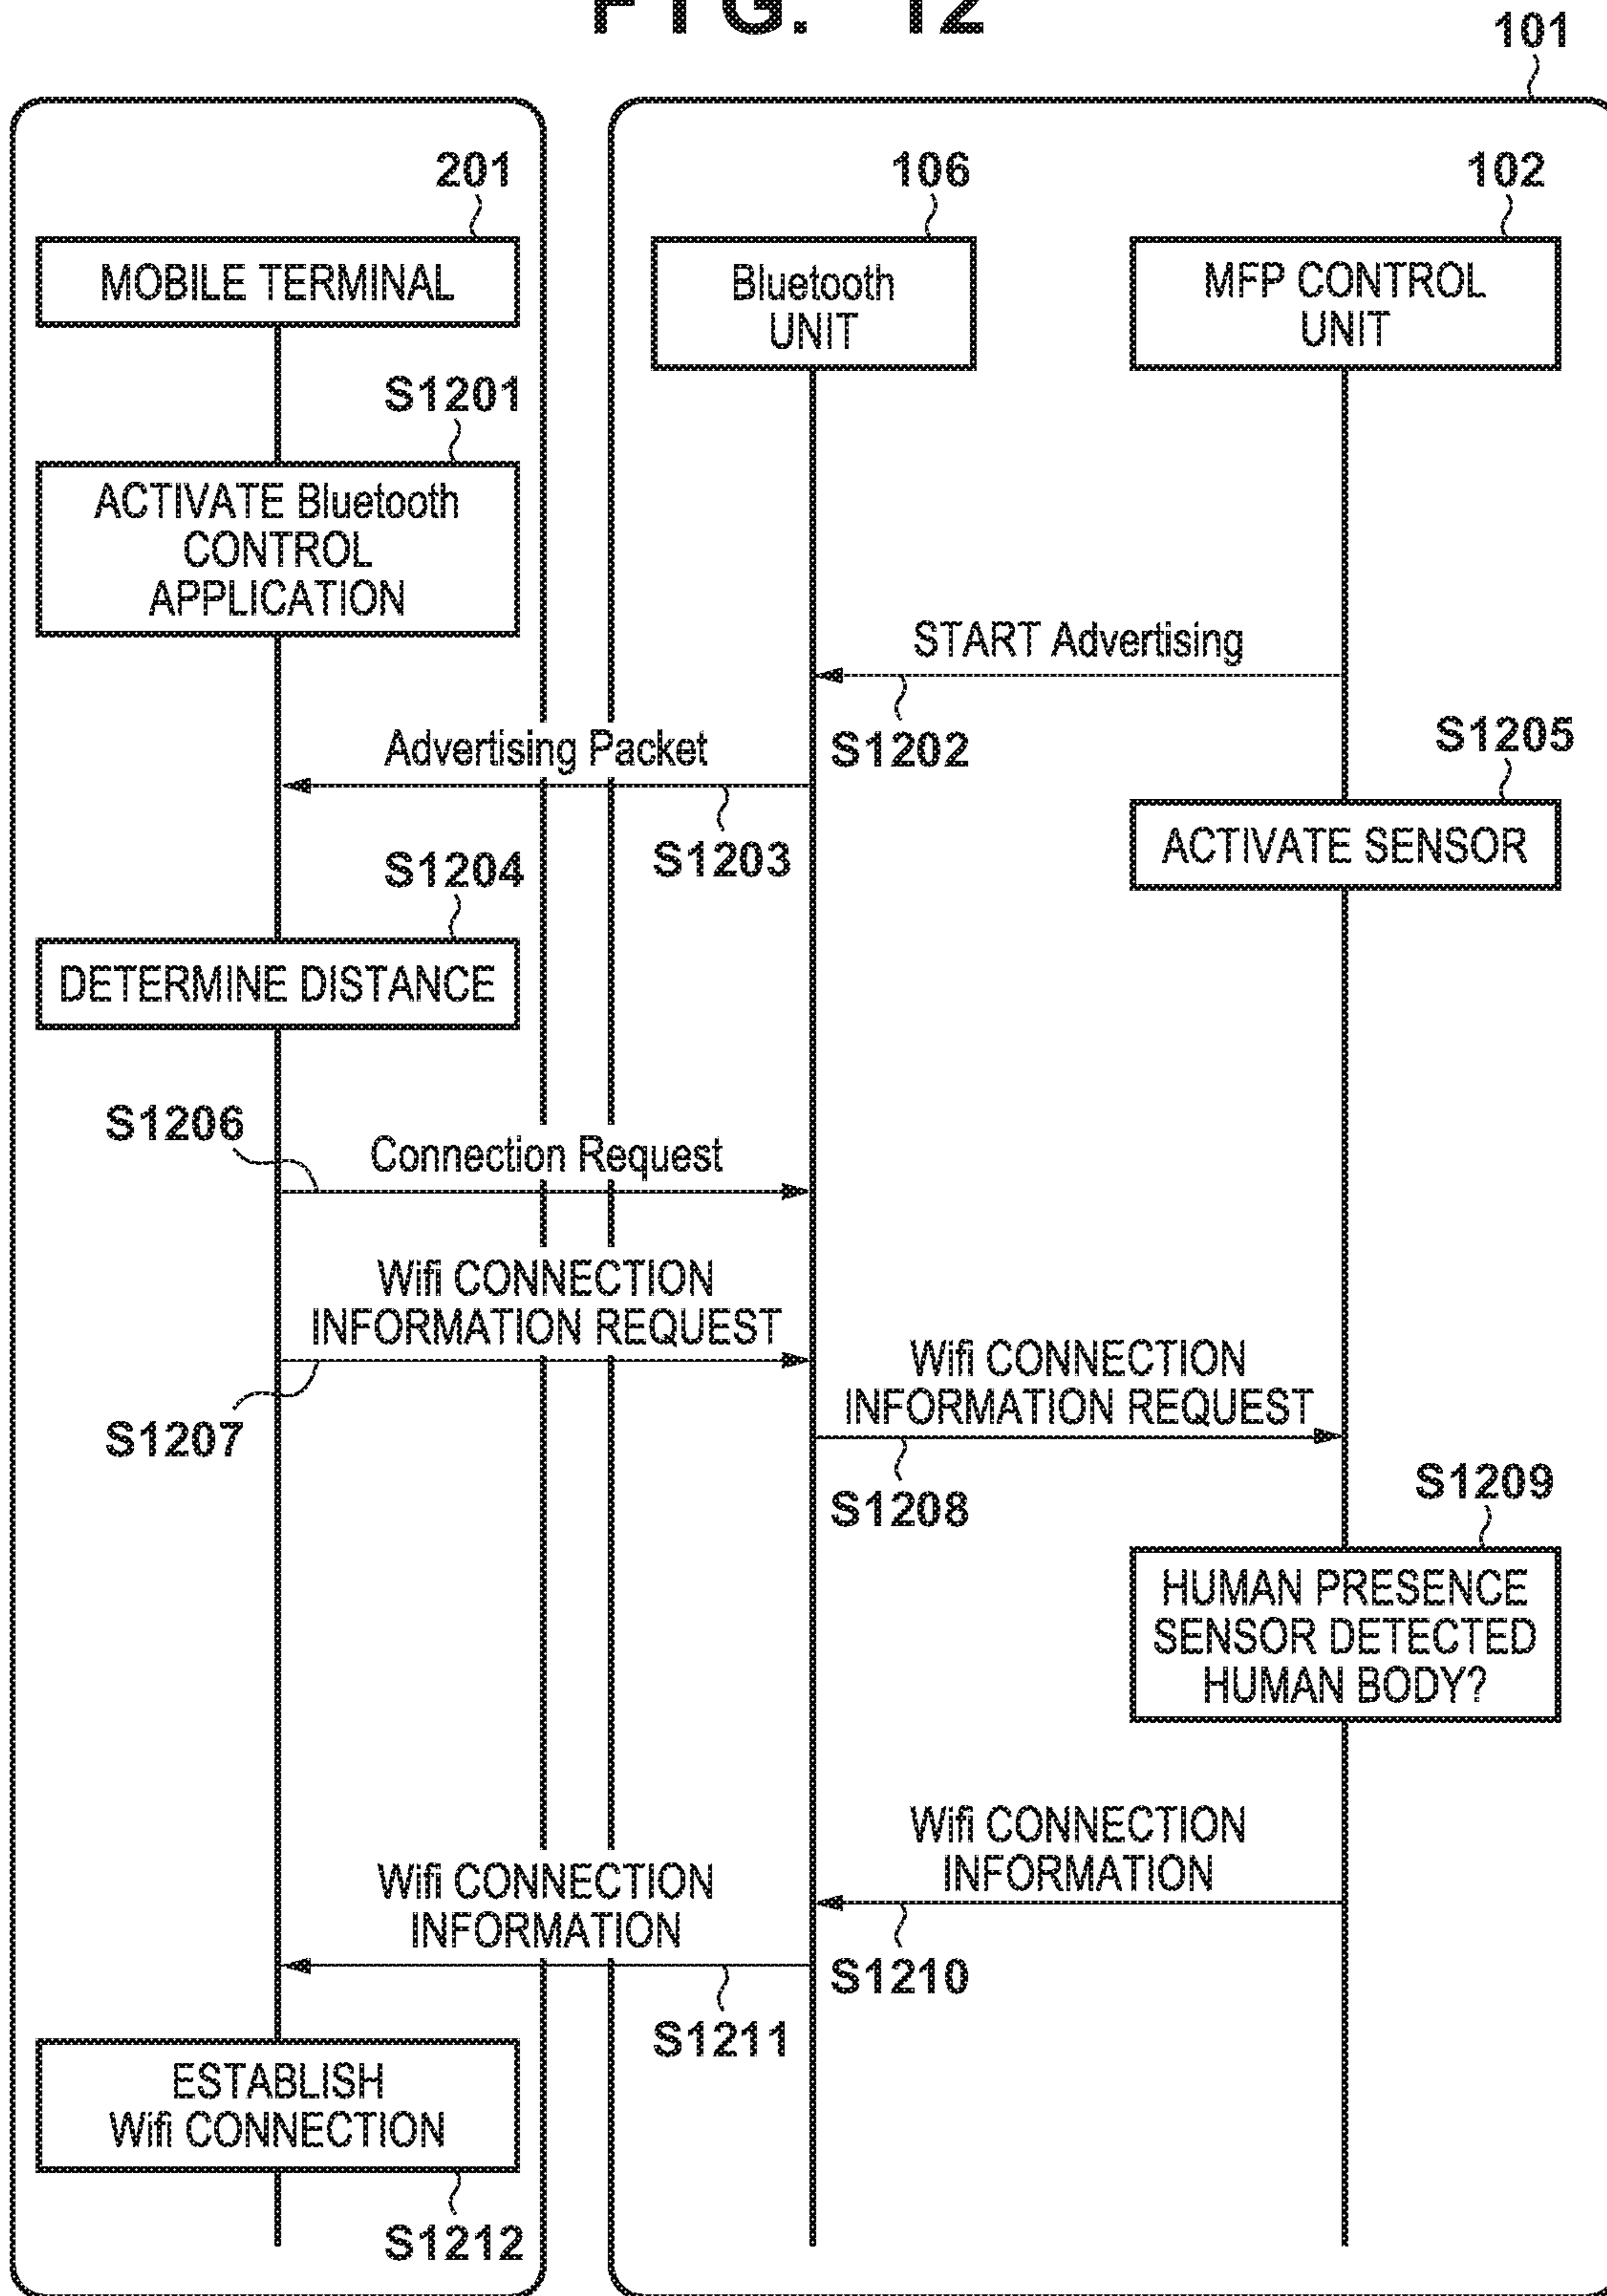 FIG. 12
101
201
106
102
MOBILE TERMINAL
Bluetooth
UNIT
MFP CONTROL
UNIT
S1201
ACTIVATE Bluetooth
CONTROL
APPLICATION
START Advertising
S1202
Advertising Packet
S1203
S1205
ACTIVATE SENSOR
S1204
DETERMINE DISTANCE
S1206
Connection Request
Wifi CONNECTION
INFORMATION REQUEST
S1207
Wifi CONNECTION
INFORMATION REQUEST
S1208
S1209
HUMAN PRESENCE
SENSOR DETECTED
HUMAN BODY?
Wifi CONNECTION
INFORMATION
S1210
Wifi CONNECTION
INFORMATION
S1211
ESTABLISH
Wifi CONNECTION
S1212